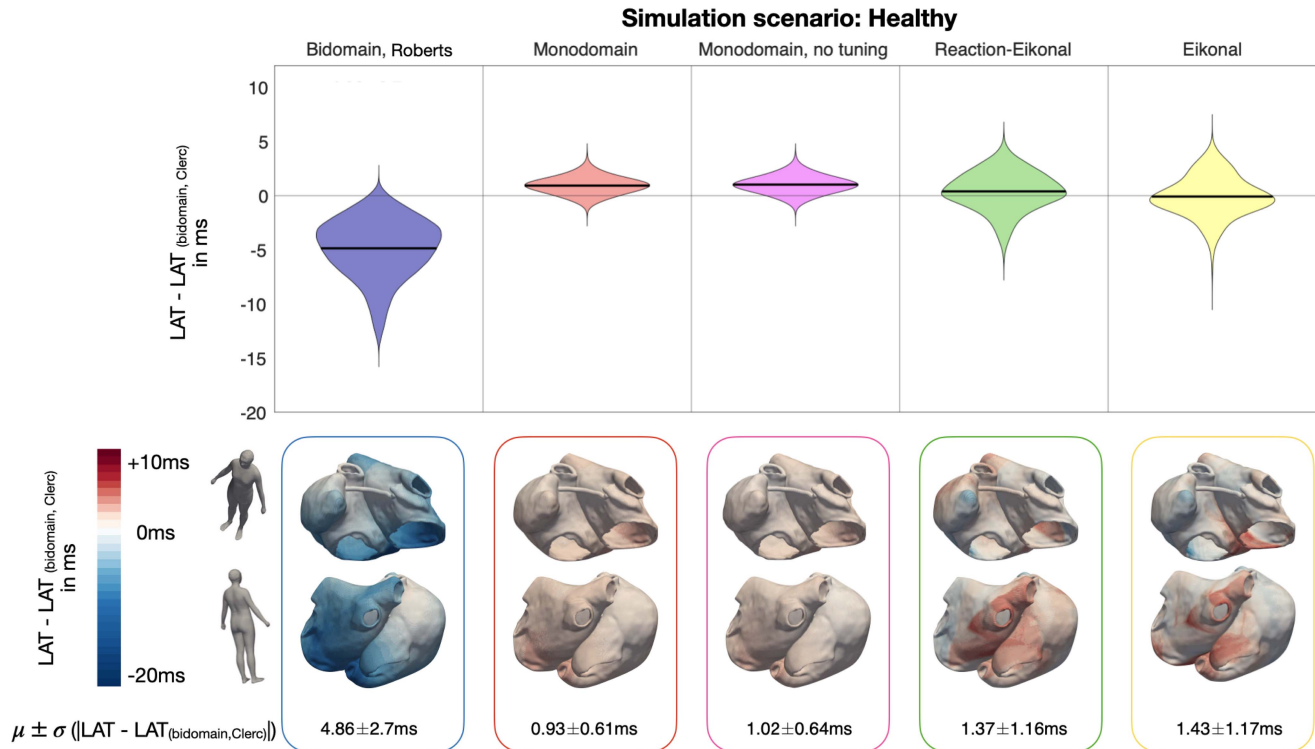 Simulation scenario: Healthy
Bidomain, Roberts
Monodomain
Monodomain, no tuning
Reaction-Eikonal
Eikonal
LAT - LAT (bidomain, Clerc)
in ms
10
5
0
-5
-10
-15
-20
LAT - LAT (bidomain, Clerc)
in ms
+10ms
0ms
-20ms
μ ± σ (|LAT - LAT(bidomain,Clerc)|)
4.86±2.7ms
0.93±0.61ms
1.02±0.64ms
1.37±1.16ms
1.43±1.17ms